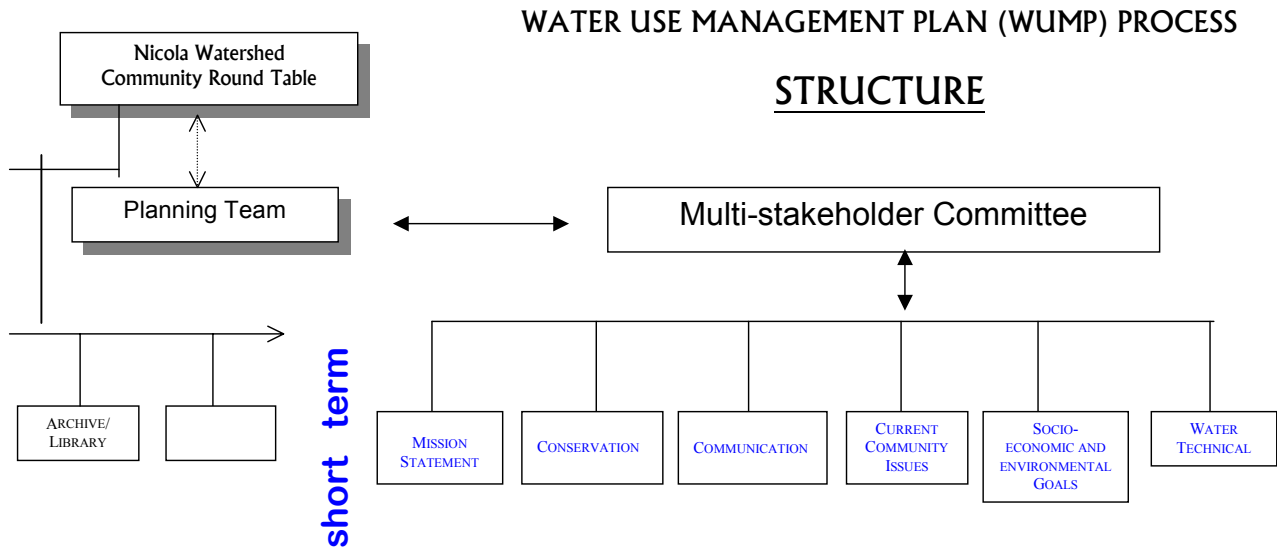 WATER USE MANAGEMENT PLAN (WUMP) PROCESS
STRUCTURE
Nicola Watershed
Community Round Table
Planning Team
Multi-stakeholder Committee
ARCHIVE/
LIBRARY
short term
MISSION
STATEMENT
CONSERVATION
COMMUNICATION
CURRENT
COMMUNITY
ISSUES
SOCIO-
ECONOMIC AND
ENVIRONMENTAL
GOALS
WATER
TECHNICAL